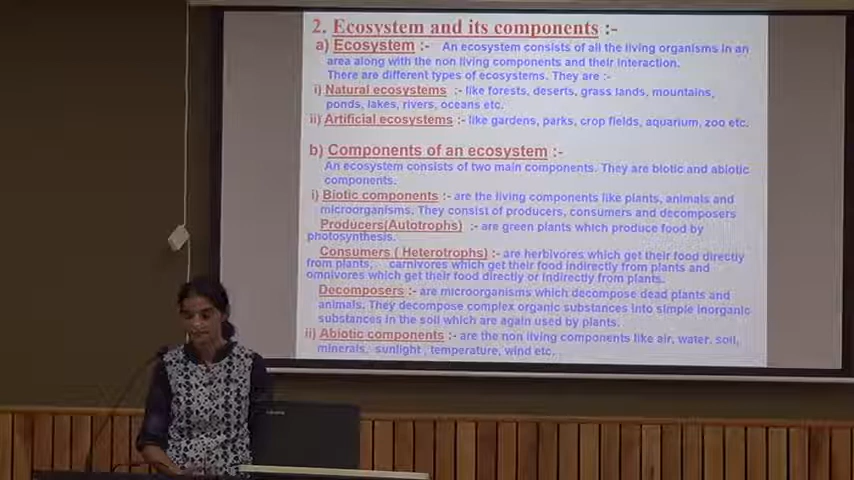 2. Ecosystem and its components :-
a) Ecosystem :- An ecosystem consists of all the living organisms in an
area along with the non living components and their interaction.
There are different types of ecosystems. They are :-
i) Natural ecosystems :- like forests, deserts, grass lands, mountains,
ponds, lakes, rivers, oceans etc.
ii) Artificial ecosystems :- like gardens, parks, crop fields, aquarium, zoo etc.
b) Components of an ecosystem :-
An ecosystem consists of two main components. They are biotic and abiotic
components.
i) Biotic components :- are the living components like plants, animals and
microorganisms. They consist of producers, consumers and decomposers
Producers(Autotrophs) :- are green plants which produce food by
photosynthesis.
Consumers ( Heterotrophs) :- are herbivores which get their food directly
from plants, carnivores which get their food indirectly from plants and
omnivores which get their food directly or indirectly from plants.
Decomposers :- are microorganisms which decompose dead plants and
animals. They decompose complex organic substances into simple inorganic
substances in the soil which are again used by plants.
ii) Abiotic components :- are the non living components like air, water, soil,
minerals, sunlight , temperature, wind etc.